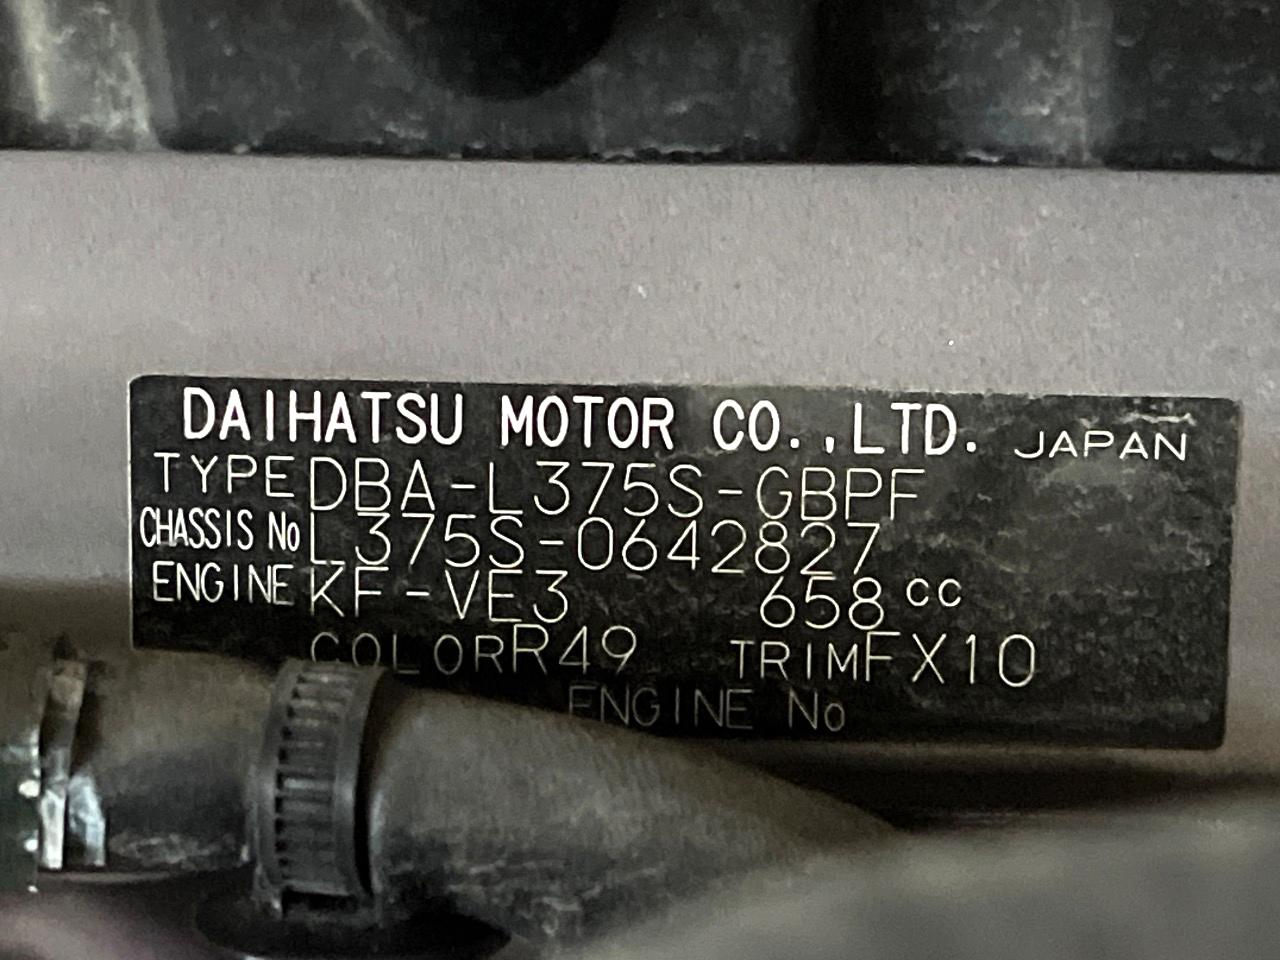 DAIHATSU MOTOR CO.,LTD. JAPAN
TYPE DBA-L375S-GBPF
CHASSIS No L375S-0642827
ENGINE KF-VE3 658 cc
COLOR R49 TRIM FX10
ENGINE No